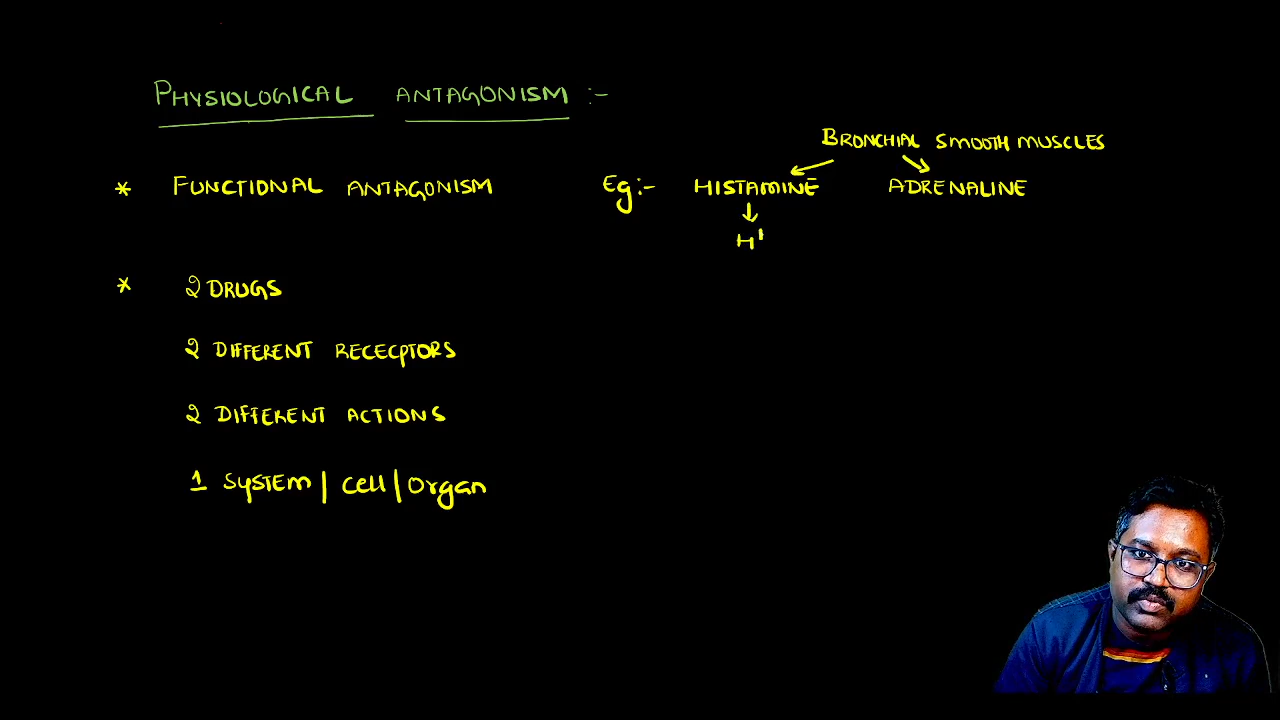 PHYSIOLOGICAL ANTAGONISM :-
BRONCHIAL SMOOTH MUSCLES
* FUNCTIONAL ANTAGONISM Eg:- HISTAMINE ADRENALINE
H1
* 2 DRUGS
2 DIFFERENT RECECPTORS
2 DIFFERENT ACTIONS
1 SYSTEM / Cell / Organ